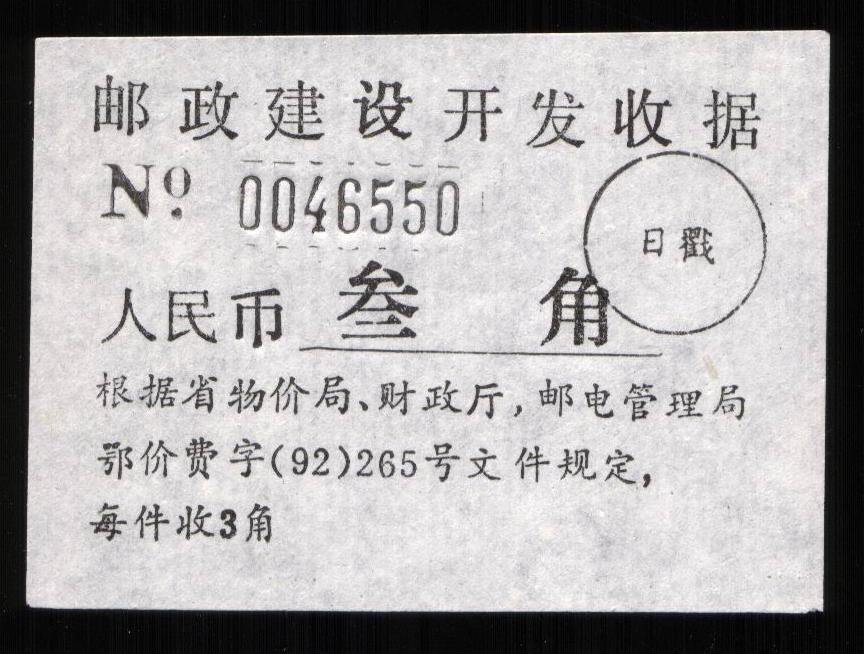 邮政建设开发收据
Nº 0046550
日戳
人民币 叁 角
根据省物价局、财政厅,邮电管理局
鄂价费字(92)265号文件规定,
每件收3角